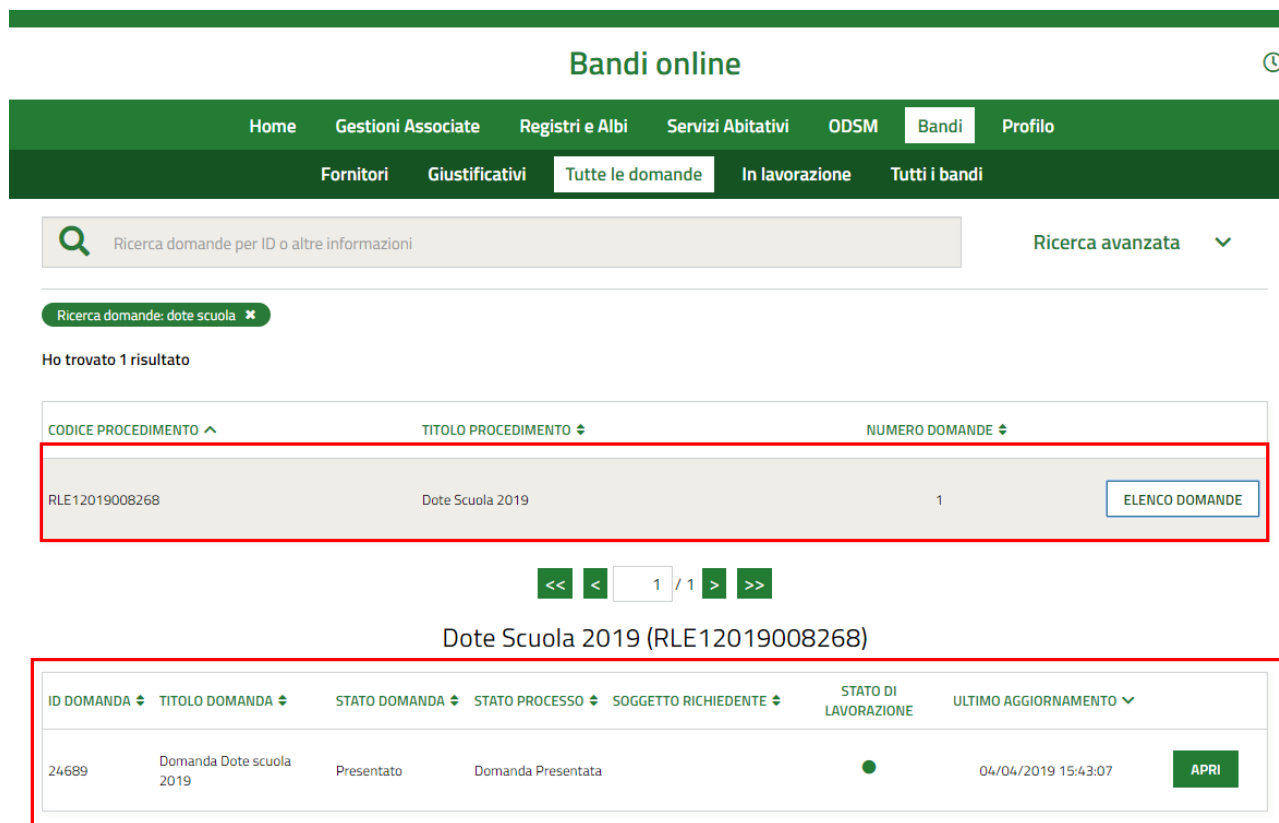 Bandi online
Home Gestioni Associate Registri e Albi Servizi Abitativi ODSM Bandi Profilo
Fornitori Giustificativi Tutte le domande In lavorazione Tutti i bandi
Ricerca domande per ID o altre informazioni Ricerca avanzata
Ricerca domande: dote scuola ✖
Ho trovato 1 risultato
CODICE PROCEDIMENTO TITOLO PROCEDIMENTO NUMERO DOMANDE
RLE12019008268 Dote Scuola 2019 1 ELENCO DOMANDE
<< < 1 / 1 > >>
Dote Scuola 2019 (RLE12019008268)
ID DOMANDA TITOLO DOMANDA STATO DOMANDA STATO PROCESSO SOGGETTO RICHIEDENTE STATO DI LAVORAZIONE ULTIMO AGGIORNAMENTO
24689 Domanda Dote scuola 2019 Presentato Domanda Presentata 04/04/2019 15:43:07 APRI